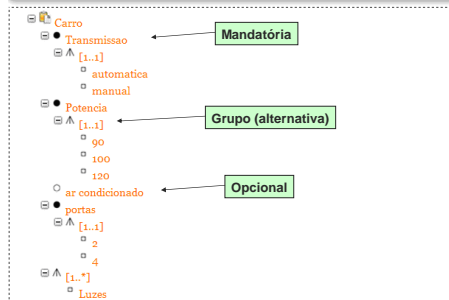 Carro
Transmissao
Mandatória
[1..1]
automatica
manual
Potencia
[1..1]
Grupo (alternativa)
90
100
120
ar condicionado
Opcional
portas
[1..1]
2
4
[1..*]
Luzes